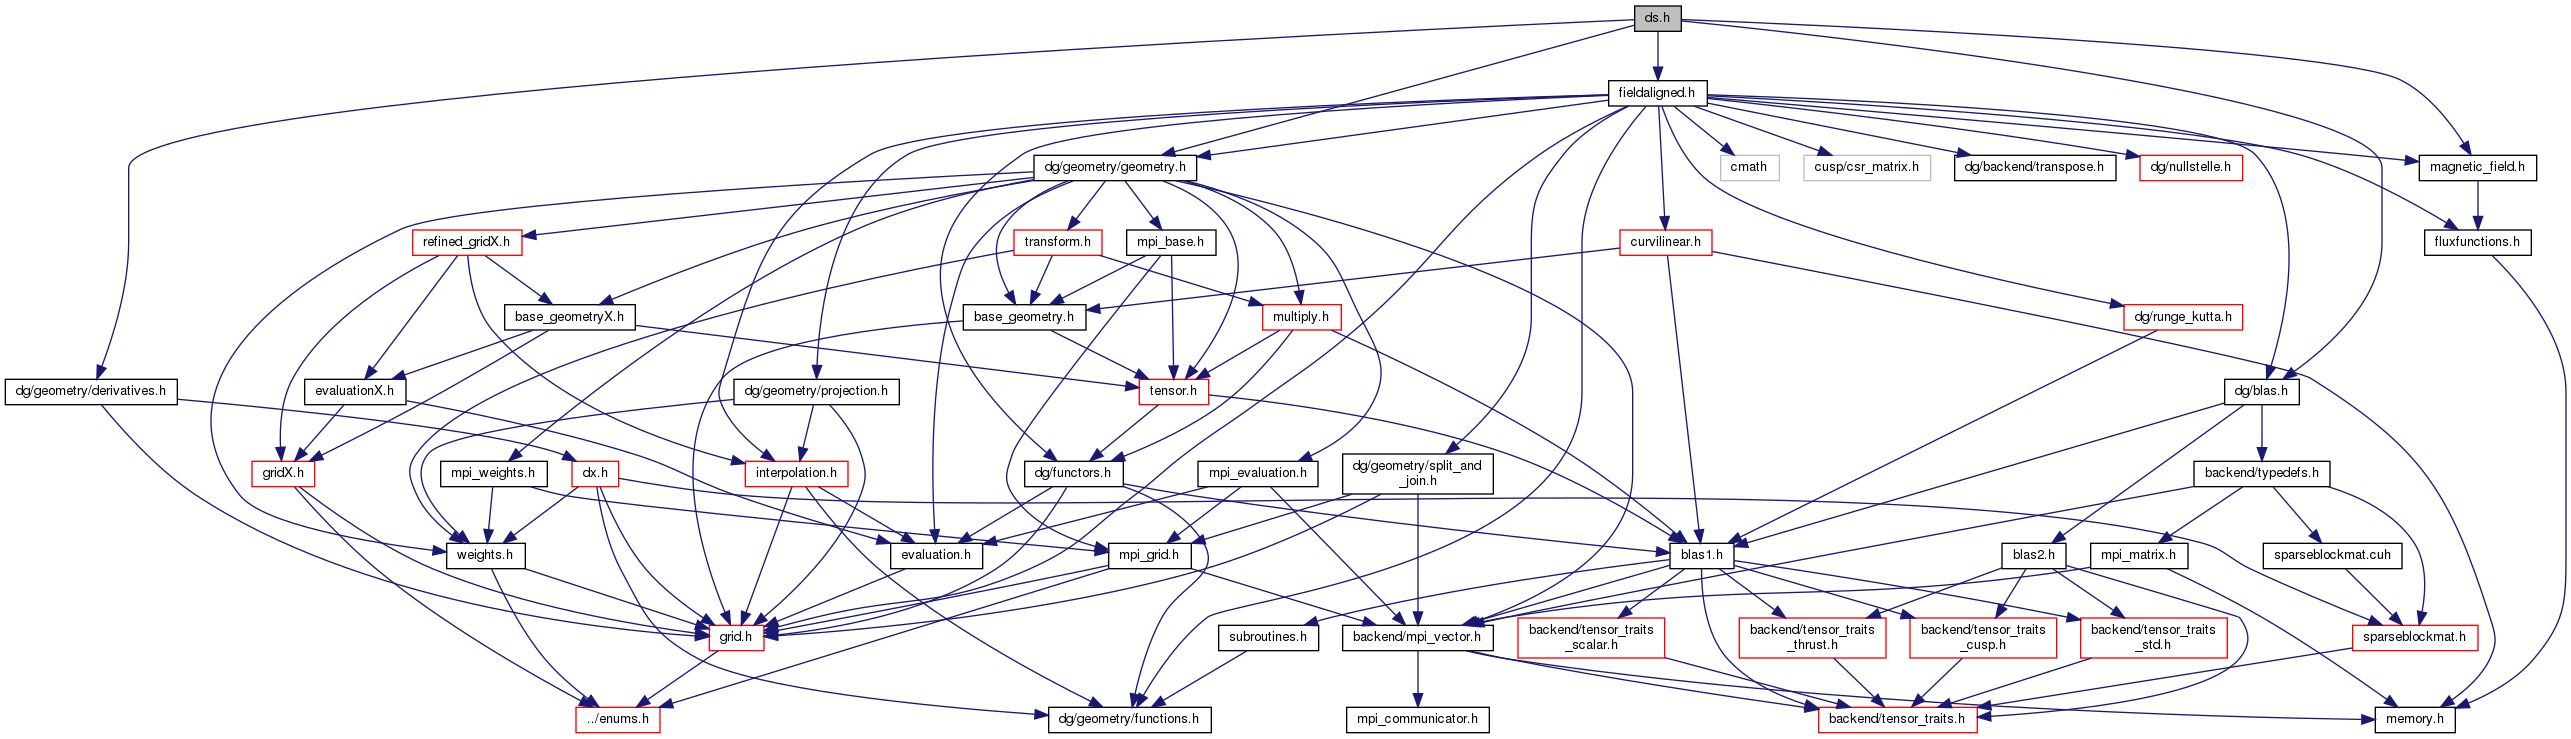 ds.h
fieldaligned.h
dg/geometry/geometry.h
cmath
cusp/csr_matrix.h
dg/backend/transpose.h
dg/nullstelle.h
magnetic_field.h
refined_gridX.h
transform.h
mpi_base.h
curvilinear.h
fluxfunctions.h
base_geometryX.h
base_geometry.h
multiply.h
dg/runge_kutta.h
dg/geometry/derivatives.h
evaluationX.h
dg/geometry/projection.h
tensor.h
dg/blas.h
gridX.h
mpi_weights.h
dx.h
interpolation.h
dg/functors.h
mpi_evaluation.h
dg/geometry/split_and
_join.h
backend/typedefs.h
weights.h
evaluation.h
mpi_grid.h
blas1.h
blas2.h
mpi_matrix.h
sparseblockmat.cuh
grid.h
subroutines.h
backend/mpi_vector.h
backend/tensor_traits
_scalar.h
backend/tensor_traits
_thrust.h
backend/tensor_traits
_cusp.h
backend/tensor_traits
_std.h
sparseblockmat.h
../enums.h
dg/geometry/functions.h
mpi_communicator.h
backend/tensor_traits.h
memory.h